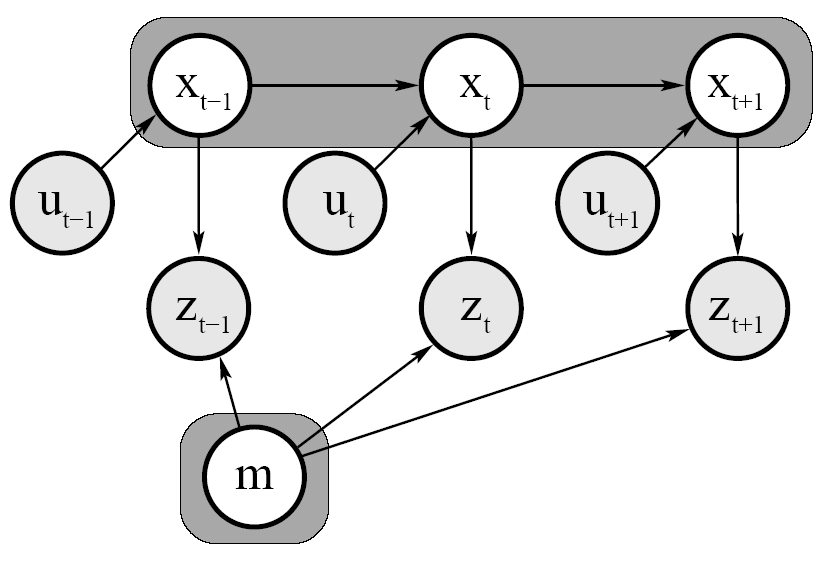 x_{t−1} x_t x_{t+1}
u_{t−1} u_t u_{t+1}
z_{t−1} z_t z_{t+1}
m